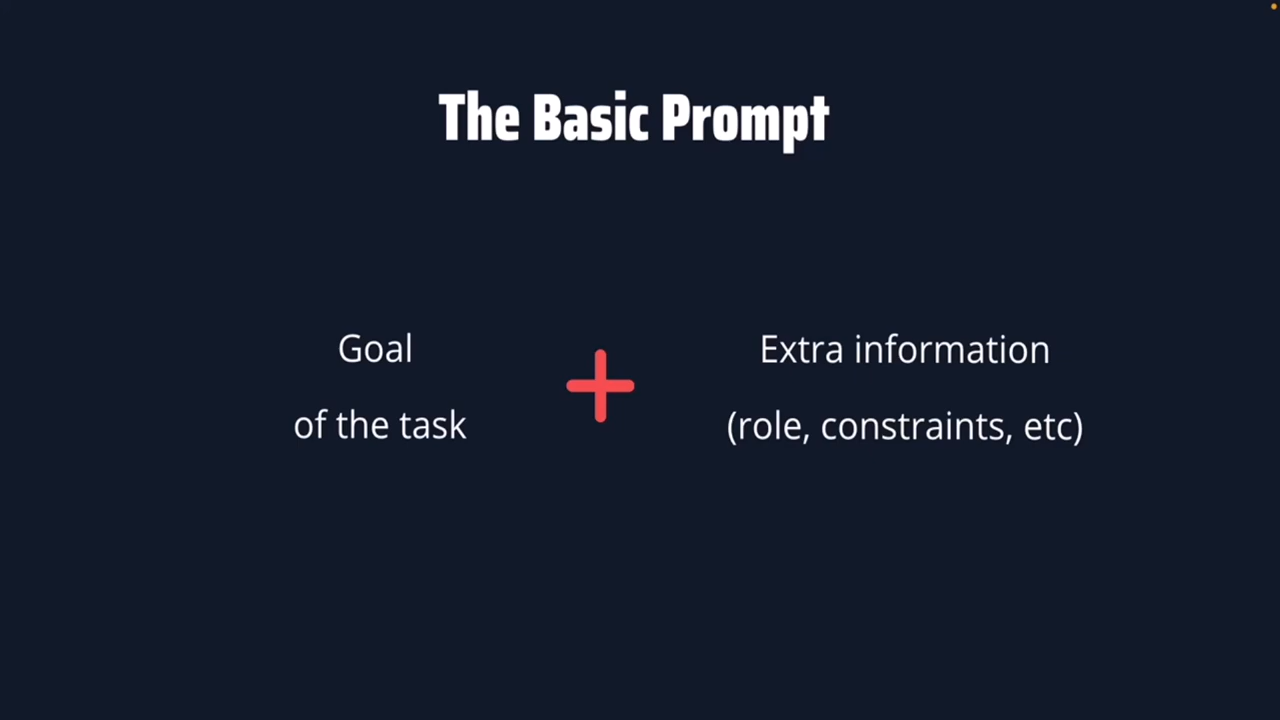 The Basic Prompt
Goal
of the task
Extra information
(role, constraints, etc)